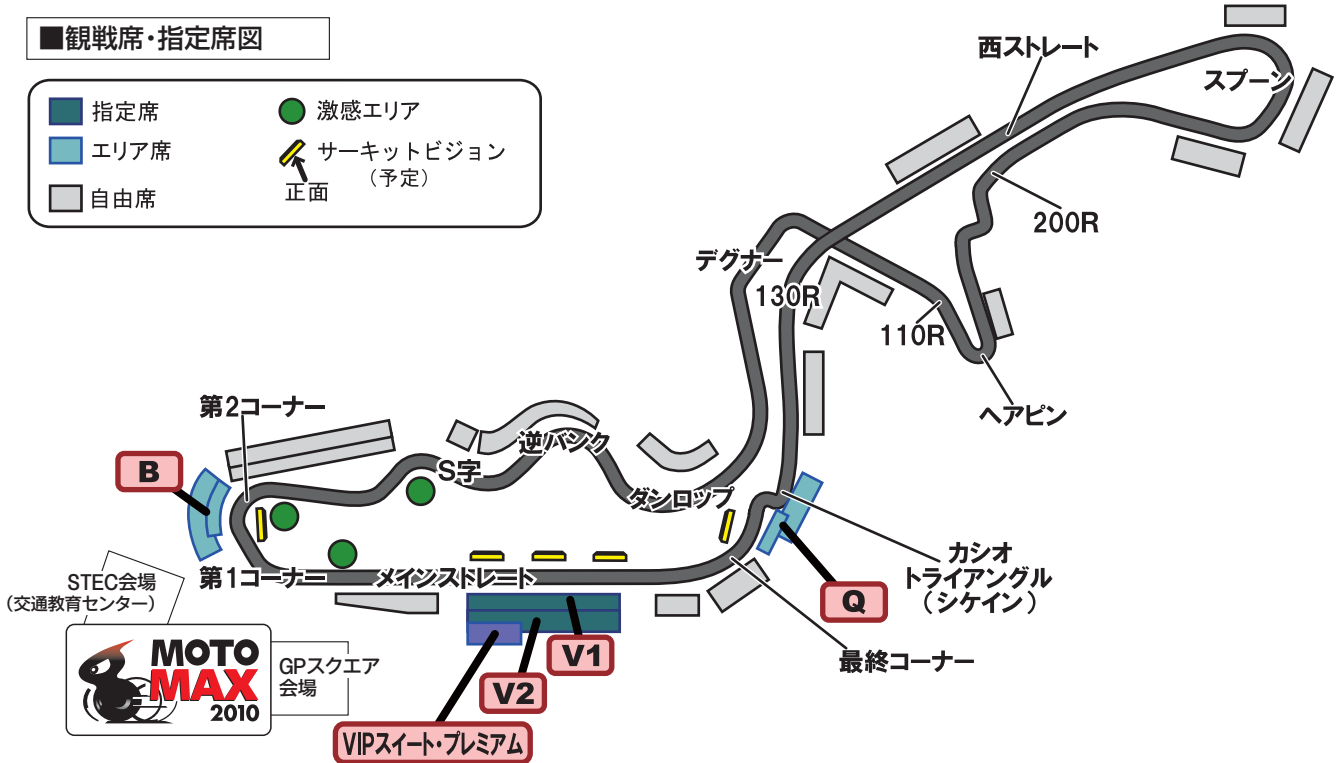 ■観戦席・指定席図
指定席
激感エリア
エリア席
サーキットビジョン
（予定）
正面
自由席
西ストレート
スプーン
200R
デグナー
130R
110R
ヘアピン
第2コーナー
S字
逆バンク
B
ダンロップ
カシオ
トライアングル
（シケイン）
第1コーナー
メインストレート
Q
STEC会場
（交通教育センター）
V1
最終コーナー
MOTO
MAX
2010
GPスクエア
会場
V2
VIPスイート・プレミアム